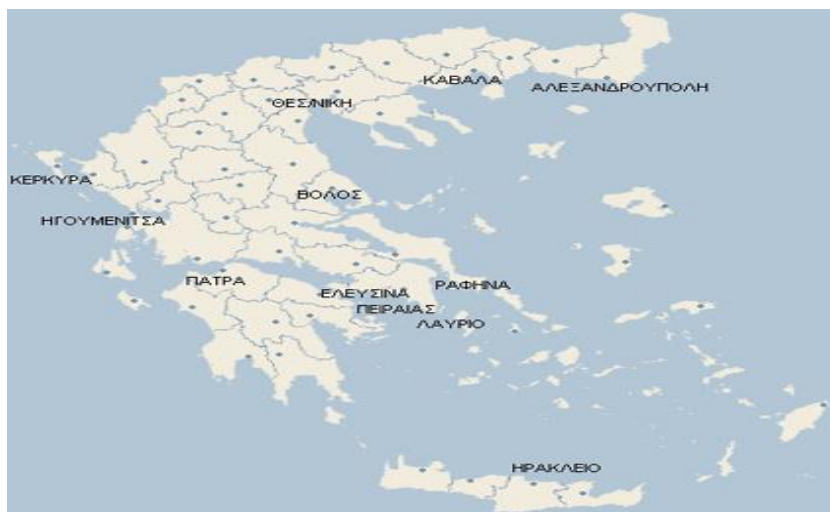 ΚΑΒΑΛΑ
ΑΛΕΞΑΝΔΡΟΥΠΟΛΗ
ΘΕΣ/ΝΙΚΗ
ΚΕΡΚΥΡΑ
ΒΟΛΟΣ
ΗΓΟΥΜΕΝΙΤΣΑ
ΠΑΤΡΑ
ΕΛΕΥΣΙΝΑ
ΡΑΦΗΝΑ
ΠΕΙΡΑΙΑΣ
ΛΑΥΡΙΟ
ΗΡΑΚΛΕΙΟ